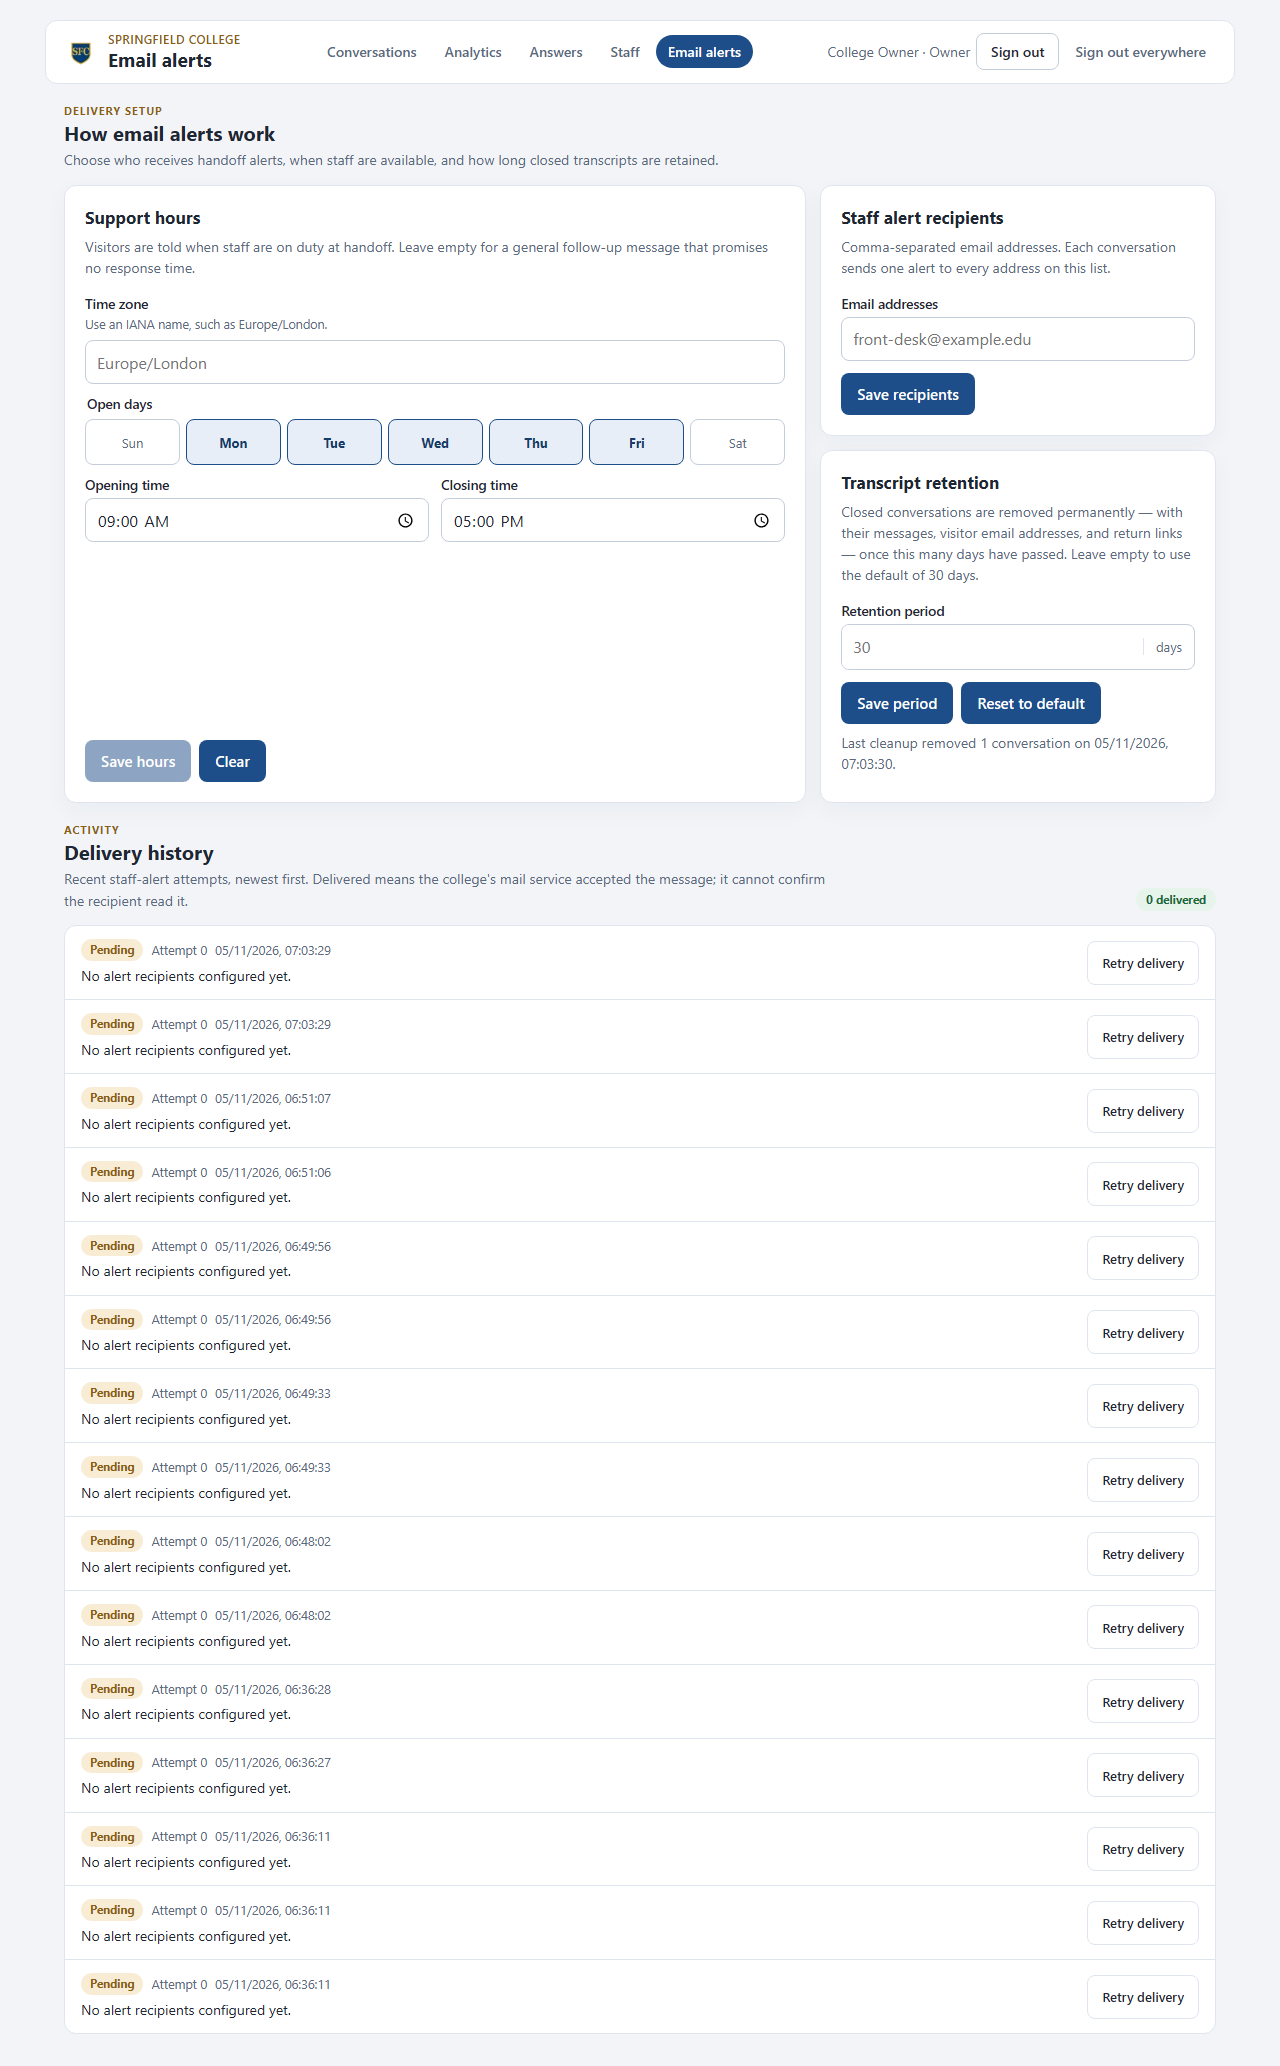 SFC
SPRINGFIELD COLLEGE
Email alerts
Conversations
Analytics
Answers
Staff
Email alerts
College Owner · Owner
Sign out
Sign out everywhere
DELIVERY SETUP
How email alerts work
Choose who receives handoff alerts, when staff are available, and how long closed transcripts are retained.
Support hours
Visitors are told when staff are on duty at handoff. Leave empty for a general follow-up message that promises
no response time.
Time zone
Use an IANA name, such as Europe/London.
Europe/London
Open days
Sun
Mon
Tue
Wed
Thu
Fri
Sat
Opening time
Closing time
09:00 AM
05:00 PM
Save hours
Clear
Staff alert recipients
Comma-separated email addresses. Each conversation
sends one alert to every address on this list.
Email addresses
front-desk@example.edu
Save recipients
Transcript retention
Closed conversations are removed permanently — with
their messages, visitor email addresses, and return links
— once this many days have passed. Leave empty to use
the default of 30 days.
Retention period
30
days
Save period
Reset to default
Last cleanup removed 1 conversation on 05/11/2026,
07:03:30.
ACTIVITY
Delivery history
Recent staff-alert attempts, newest first. Delivered means the college's mail service accepted the message; it cannot confirm
the recipient read it.
0 delivered
Pending Attempt 0 05/11/2026, 07:03:29
No alert recipients configured yet.
Retry delivery
Pending Attempt 0 05/11/2026, 07:03:29
No alert recipients configured yet.
Retry delivery
Pending Attempt 0 05/11/2026, 06:51:07
No alert recipients configured yet.
Retry delivery
Pending Attempt 0 05/11/2026, 06:51:06
No alert recipients configured yet.
Retry delivery
Pending Attempt 0 05/11/2026, 06:49:56
No alert recipients configured yet.
Retry delivery
Pending Attempt 0 05/11/2026, 06:49:56
No alert recipients configured yet.
Retry delivery
Pending Attempt 0 05/11/2026, 06:49:33
No alert recipients configured yet.
Retry delivery
Pending Attempt 0 05/11/2026, 06:49:33
No alert recipients configured yet.
Retry delivery
Pending Attempt 0 05/11/2026, 06:48:02
No alert recipients configured yet.
Retry delivery
Pending Attempt 0 05/11/2026, 06:48:02
No alert recipients configured yet.
Retry delivery
Pending Attempt 0 05/11/2026, 06:36:28
No alert recipients configured yet.
Retry delivery
Pending Attempt 0 05/11/2026, 06:36:27
No alert recipients configured yet.
Retry delivery
Pending Attempt 0 05/11/2026, 06:36:11
No alert recipients configured yet.
Retry delivery
Pending Attempt 0 05/11/2026, 06:36:11
No alert recipients configured yet.
Retry delivery
Pending Attempt 0 05/11/2026, 06:36:11
No alert recipients configured yet.
Retry delivery